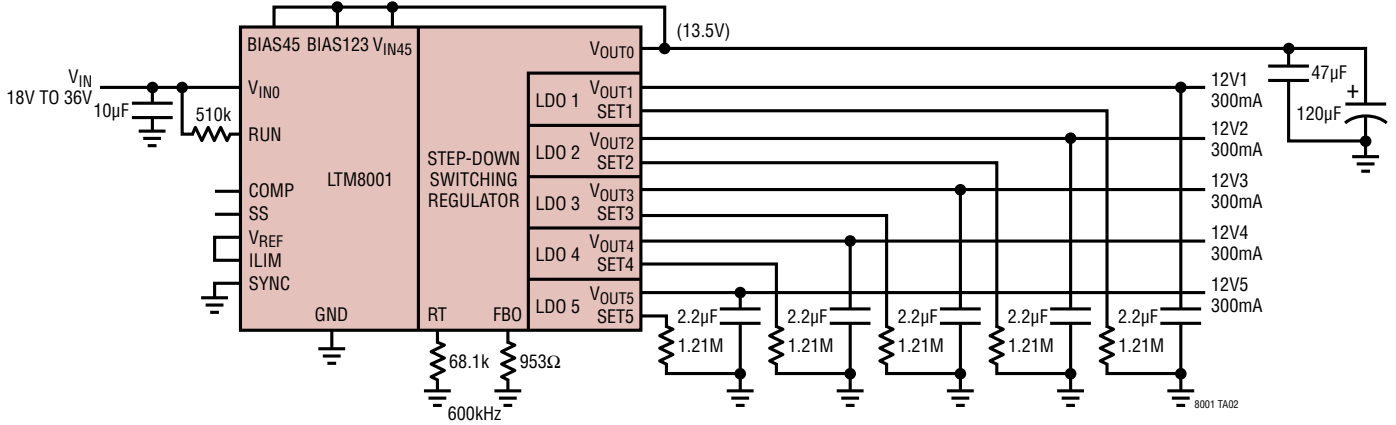 BIAS45 BIAS123 VIN45
VOUT0
(13.5V)
VIN
18V TO 36V
10µF
510k
VIN0
RUN
COMP
SS
VREF
ILIM
SYNC
LTM8001
GND
STEP-DOWN
SWITCHING
REGULATOR
RT
FBO
LDO 1
VOUT1
SET1
LDO 2
VOUT2
SET2
LDO 3
VOUT3
SET3
LDO 4
VOUT4
SET4
LDO 5
VOUT5
SET5
68.1k
953Ω
600kHz
2.2µF
1.21M
2.2µF
1.21M
2.2µF
1.21M
2.2µF
1.21M
2.2µF
1.21M
12V1
300mA
12V2
300mA
12V3
300mA
12V4
300mA
12V5
300mA
47µF
+
120µF
8001 TA02